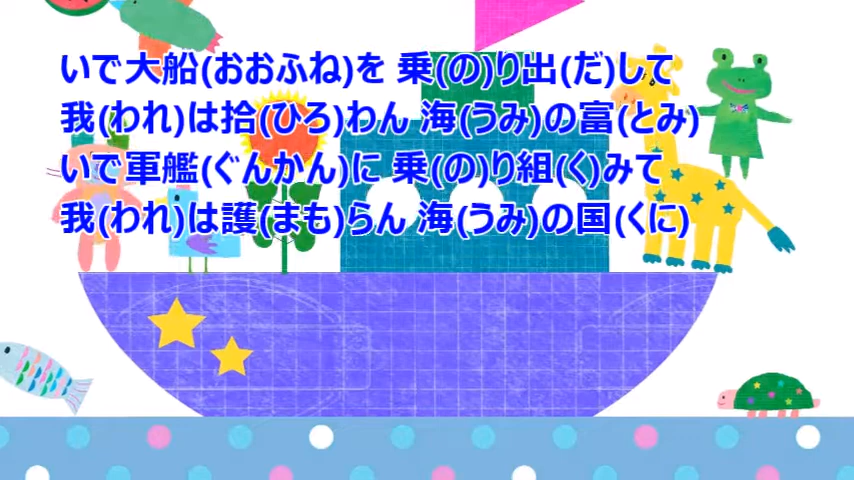 いで大船(おおふね)を 乗(の)り出(だ)して
我(われ)は拾(ひろ)わん 海(うみ)の富(とみ)
いで軍艦(ぐんかん)に 乗(の)り組(く)みて
我(われ)は護(まも)らん 海(うみ)の国(くに)